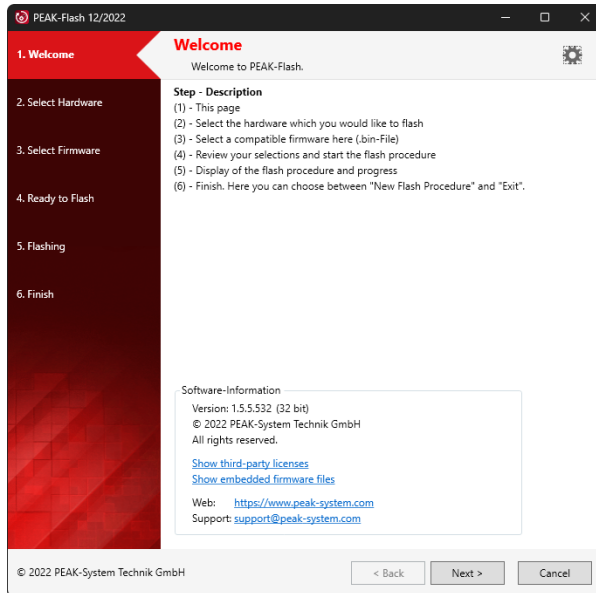 PEAK-Flash 12/2022
1. Welcome
2. Select Hardware
3. Select Firmware
4. Ready to Flash
5. Flashing
6. Finish
Welcome
Welcome to PEAK-Flash.
Step - Description
(1) - This page
(2) - Select the hardware which you would like to flash
(3) - Select a compatible firmware here (.bin-File)
(4) - Review your selections and start the flash procedure
(5) - Display of the flash procedure and progress
(6) - Finish. Here you can choose between "New Flash Procedure" and "Exit".
Software-Information
Version: 1.5.5.532 (32 bit)
© 2022 PEAK-System Technik GmbH
All rights reserved.
Show third-party licenses
Show embedded firmware files
Web: https://www.peak-system.com
Support: support@peak-system.com
© 2022 PEAK-System Technik GmbH
< Back Next > Cancel